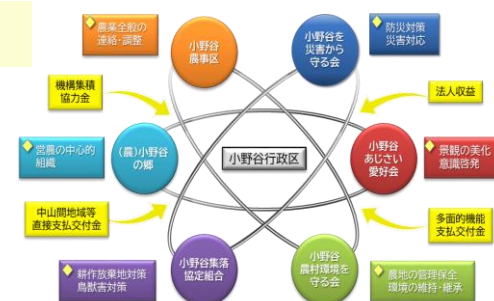 農業全般の
連絡・調整
小野谷
農事区
小野谷を
災害から
守る会
防災対策
災害対応
機構集積
協力金
法人収益
営農の中心的
組織
(農)小野谷
の郷
小野谷行政区
小野谷
あじさい
愛好会
景観の美化
意識啓発
中山間地域等
直接支払交付金
多面的機能
支払交付金
耕作放棄地対策
鳥獣害対策
小野谷集落
協定組合
小野谷
農村環境を
守る会
農地の管理保全
環境の維持・継承